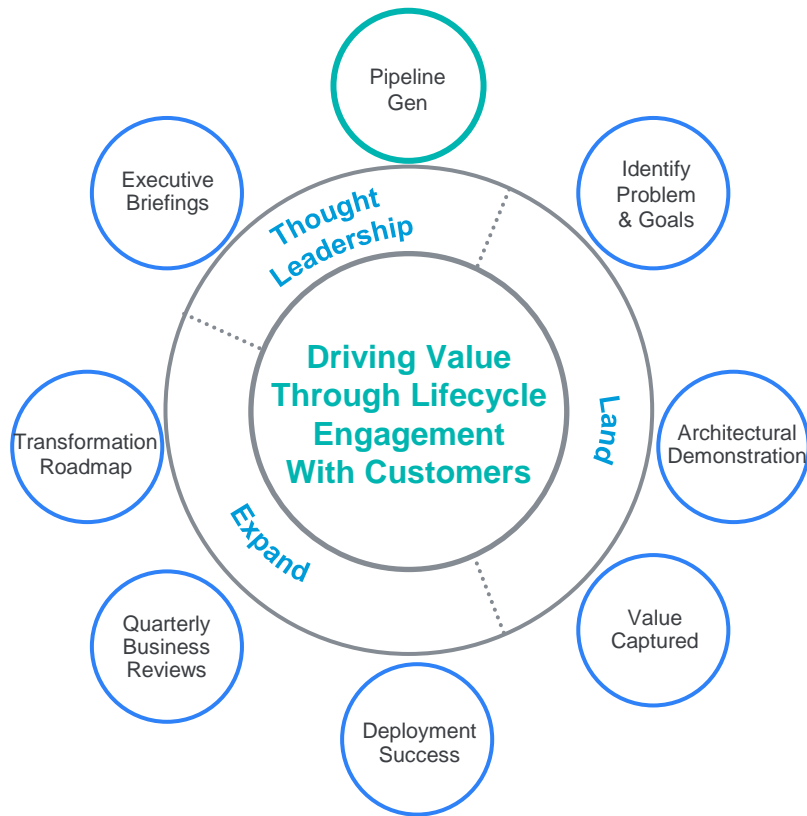 Pipeline
Gen
Executive
Briefings
Identify
Problem
& Goals
Thought
Leadership
Driving Value
Through Lifecycle
Engagement
With Customers
Land
Transformation
Roadmap
Architectural
Demonstration
Expand
Quarterly
Business
Reviews
Value
Captured
Deployment
Success